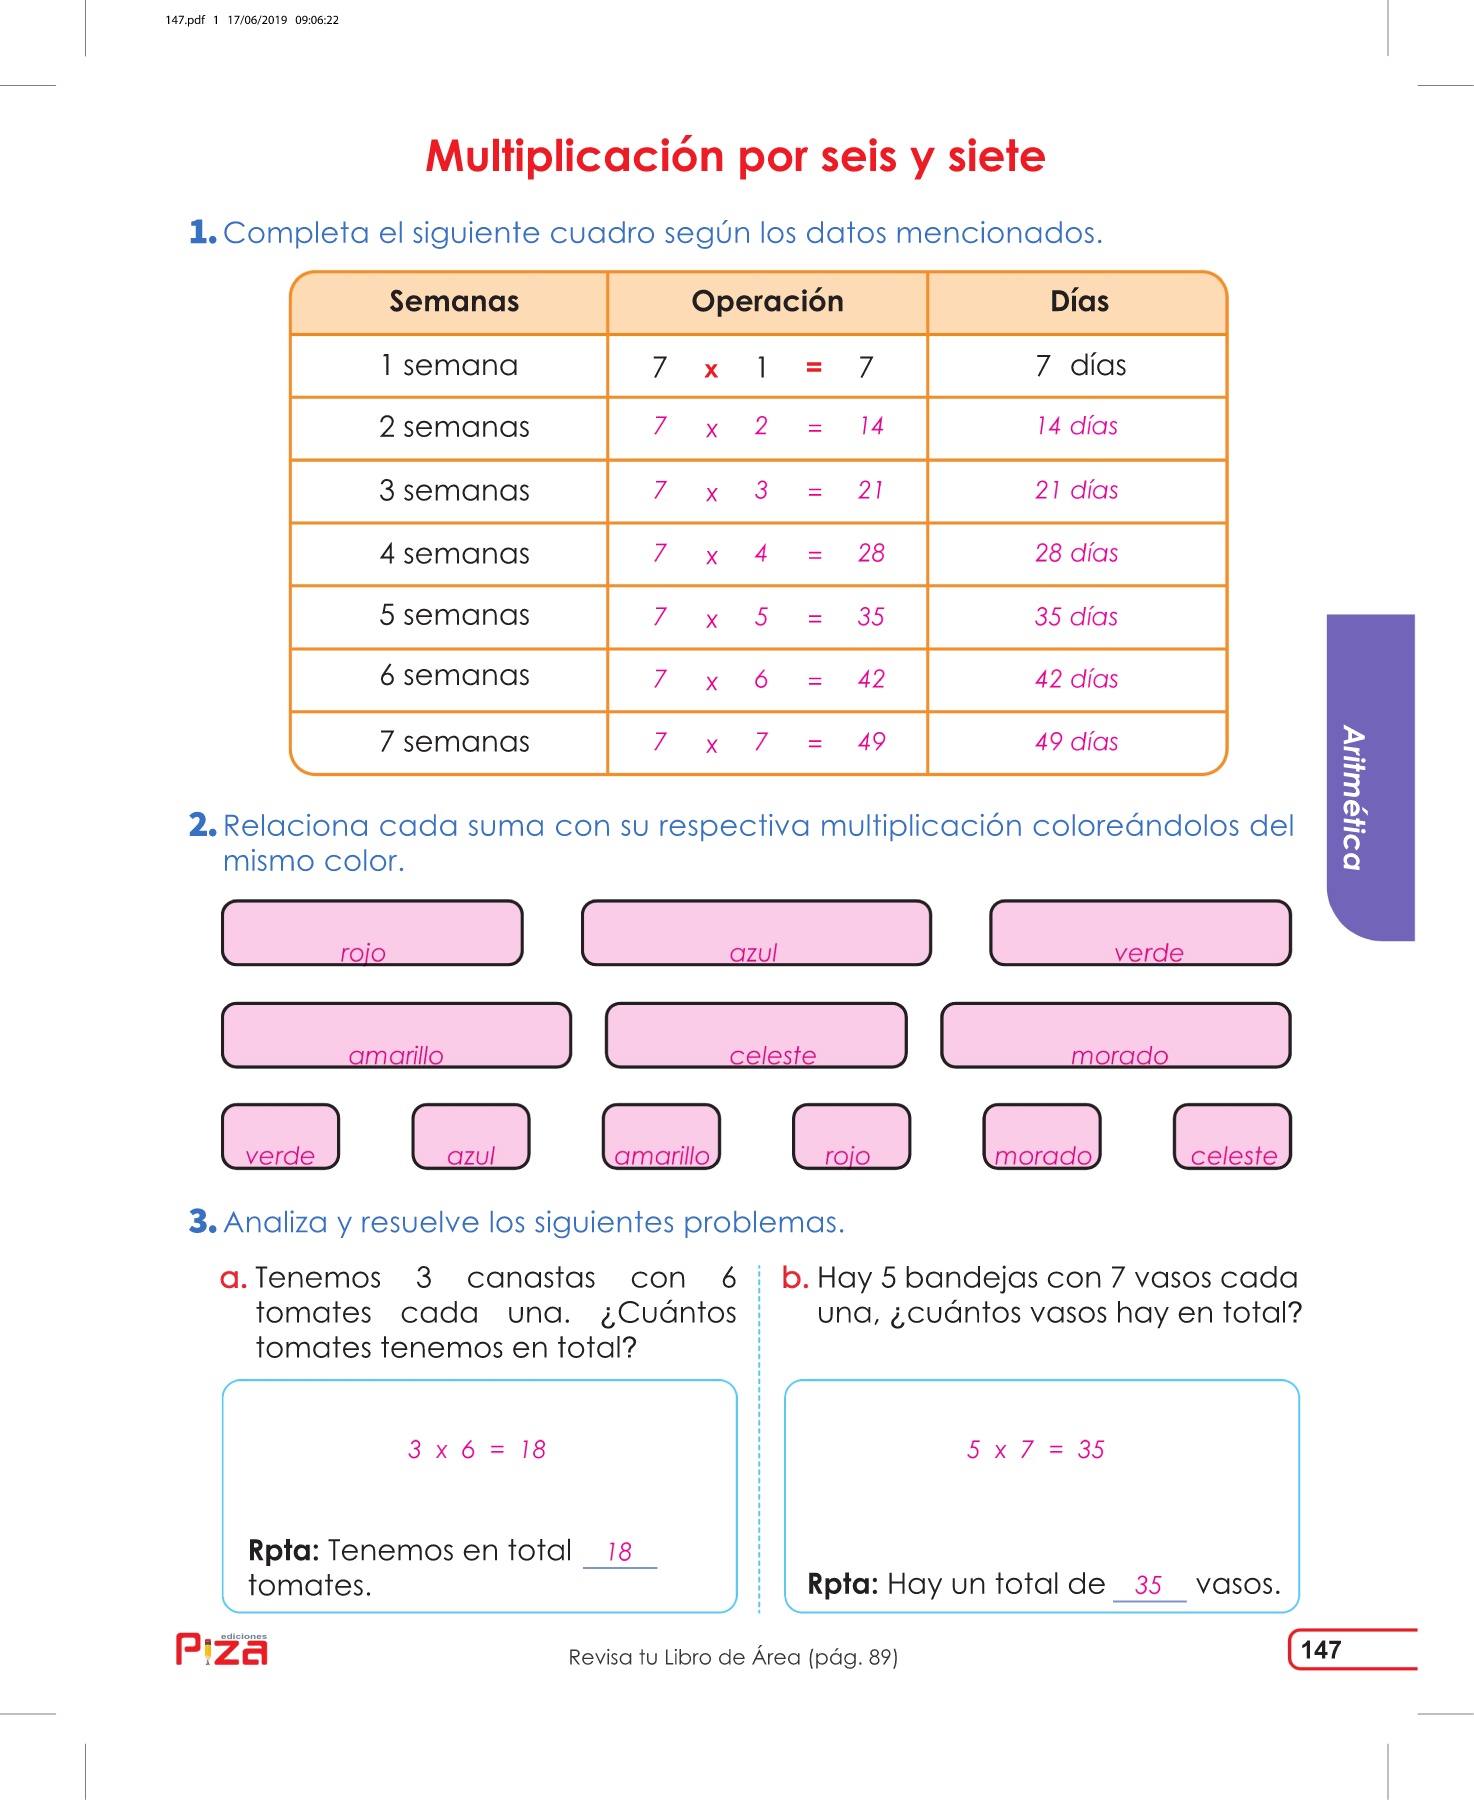 147.pdf 1 17/06/2019 09:06:22
Multiplicación por seis y siete
1. Completa el siguiente cuadro según los datos mencionados.
Semanas Operación Días
1 semana 7 x 1 = 7 7 días
2 semanas 7 x 2 = 14 14 días
3 semanas 7 x 3 = 21 21 días
4 semanas 7 x 4 = 28 28 días
5 semanas 7 x 5 = 35 35 días
6 semanas 7 x 6 = 42 42 días
7 semanas 7 x 7 = 49 49 días
Aritmética
2. Relaciona cada suma con su respectiva multiplicación coloreándolos del
mismo color.
rojo azul verde
amarillo celeste morado
verde azul amarillo rojo morado celeste
3. Analiza y resuelve los siguientes problemas.
a. Tenemos 3 canastas con 6
tomates cada una. ¿Cuántos
tomates tenemos en total?
3 x 6 = 18
Rpta: Tenemos en total 18
tomates.
b. Hay 5 bandejas con 7 vasos cada
una, ¿cuántos vasos hay en total?
5 x 7 = 35
Rpta: Hay un total de 35 vasos.
ediciones
Piza
Revisa tu Libro de Área (pág. 89)
147